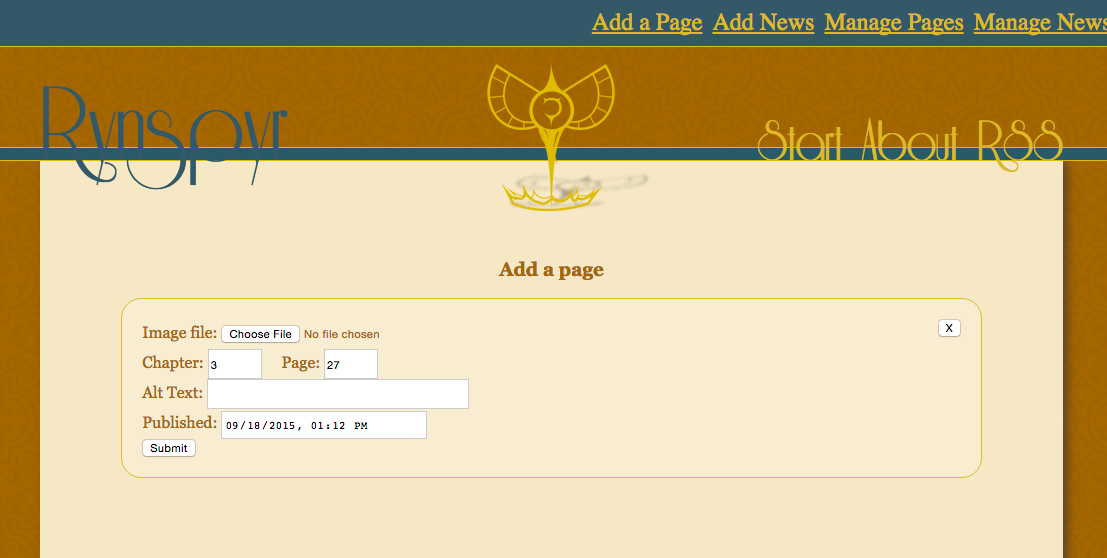 Add a Page Add News Manage Pages Manage News
Rynspyr
Start About RSS
Add a page
Image file: Choose File No file chosen X
Chapter: 3 Page: 27
Alt Text:
Published: 09/18/2015, 01:12 PM
Submit